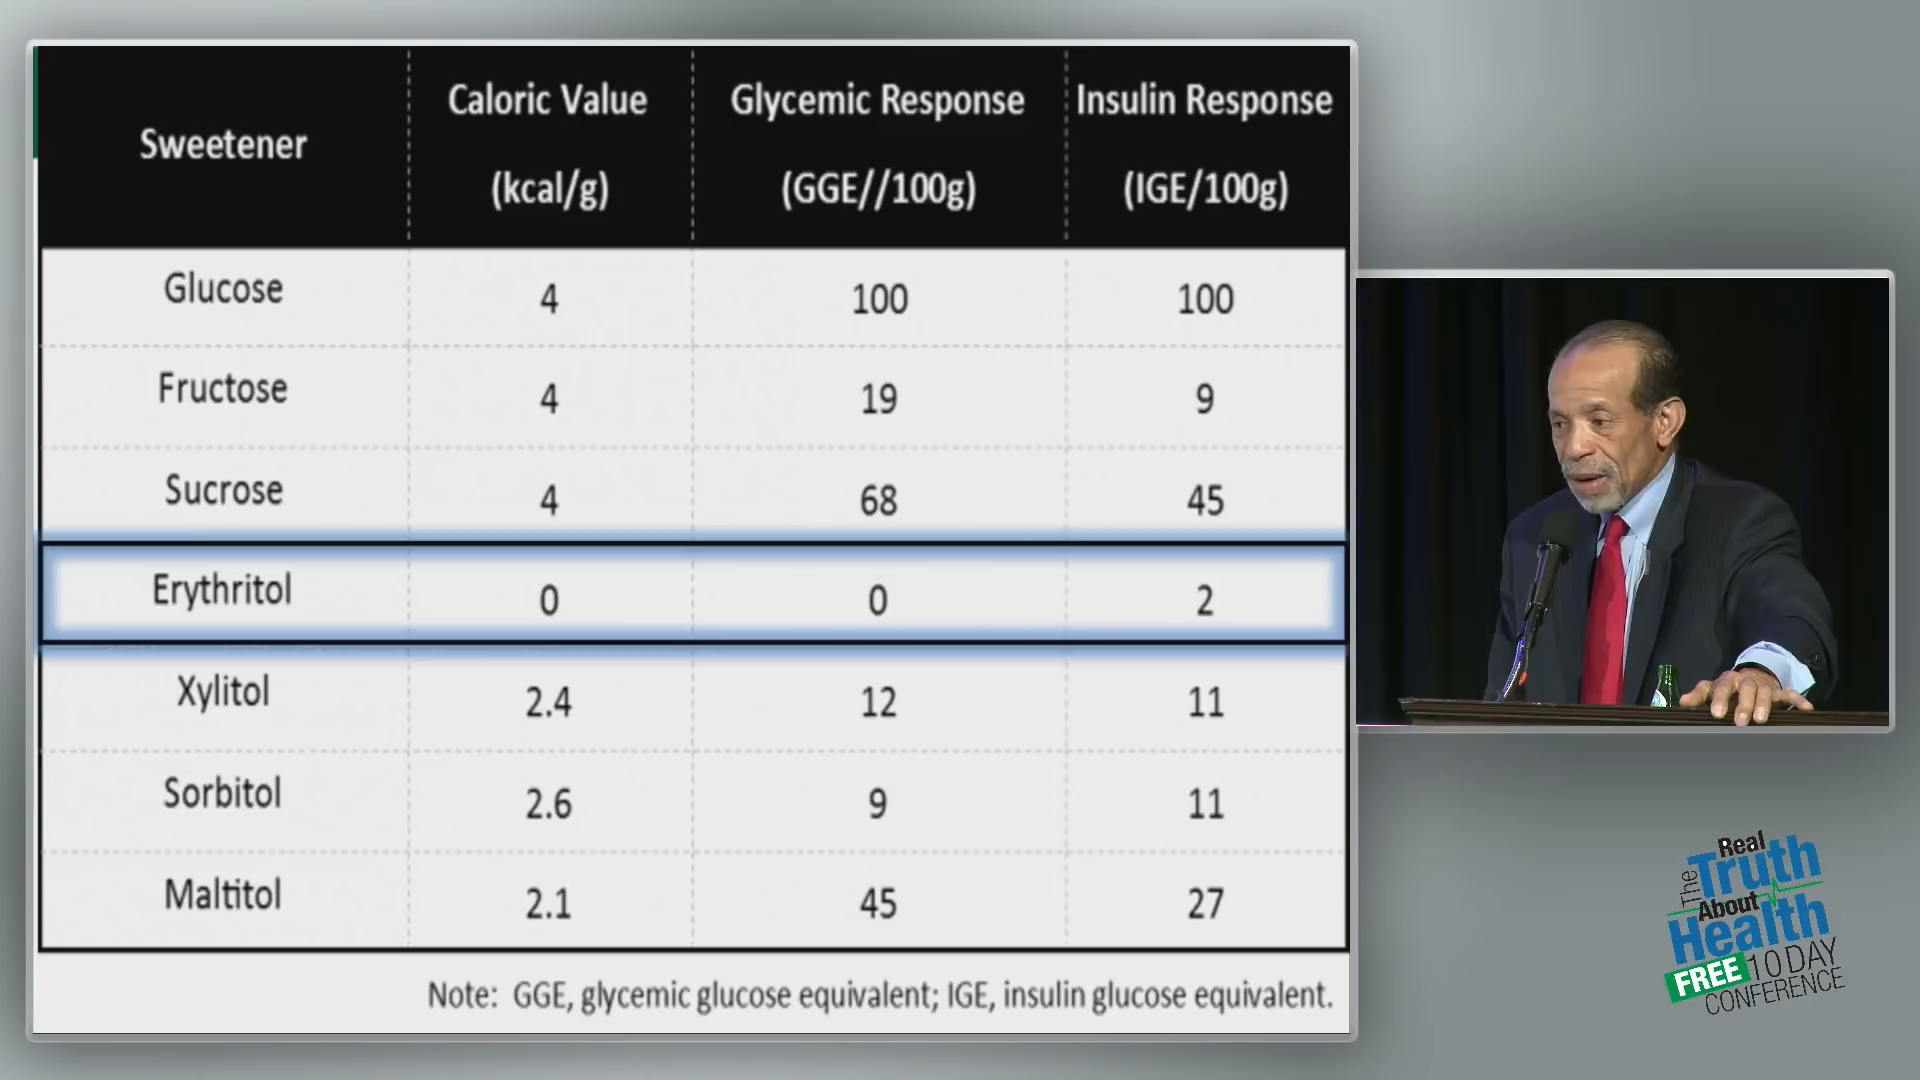 Sweetener Caloric Value (kcal/g) Glycemic Response (GGE//100g) Insulin Response (IGE/100g)
Glucose 4 100 100
Fructose 4 19 9
Sucrose 4 68 45
Erythritol 0 0 2
Xylitol 2.4 12 11
Sorbitol 2.6 9 11
Maltitol 2.1 45 27
Note: GGE, glycemic glucose equivalent; IGE, insulin glucose equivalent.
The Real
Truth
About
Health
FREE 10 DAY
CONFERENCE